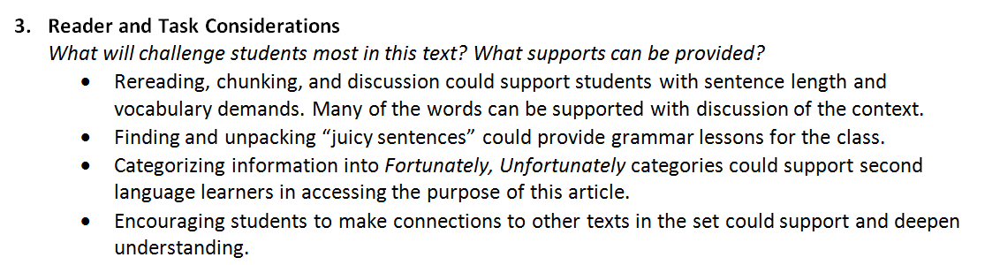 3. Reader and Task Considerations
What will challenge students most in this text? What supports can be provided?
• Rereading, chunking, and discussion could support students with sentence length and
vocabulary demands. Many of the words can be supported with discussion of the context.
• Finding and unpacking “juicy sentences” could provide grammar lessons for the class.
• Categorizing information into Fortunately, Unfortunately categories could support second
language learners in accessing the purpose of this article.
• Encouraging students to make connections to other texts in the set could support and deepen
understanding.